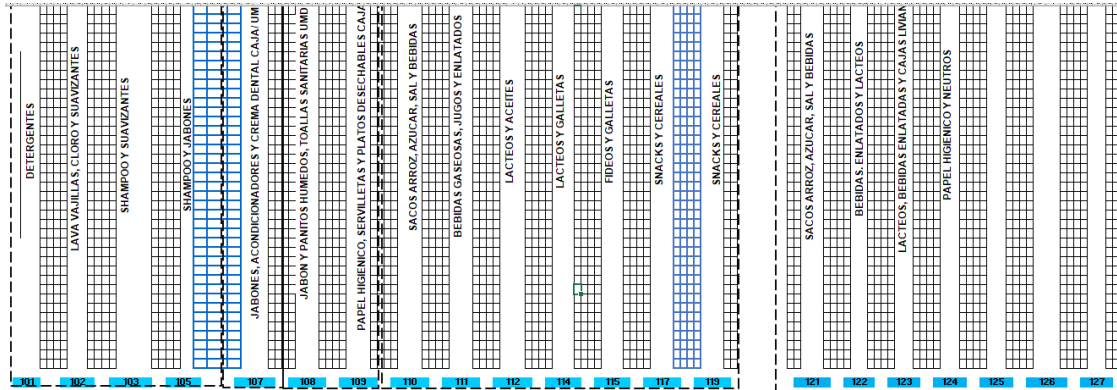 DETERGENTES
LAVA VAJILLAS, CLORO Y SUAVIZANTES
SHAMPOO Y SUAVIZANTES
SHAMPOO Y JABONES
JABONES, ACONDICIONADORES Y CREMA DENTAL CAJA/ UM
JABON Y PANITOS HUMEDOS, TOALLAS SANITARIAS UMD
PAPEL HIGIENICO, SERVILLETAS Y PLATOS DESECHABLES CAJA
SACOS ARROZ, AZUCAR, SAL Y BEBIDAS
BEBIDAS GASEOSAS, JUGOS Y ENLATADOS
LACTEOS Y ACEITES
LACTEOS Y GALLETAS
FIDEOS Y GALLETAS
SNACKS Y CEREALES
SNACKS Y CEREALES
SACOS ARROZ, AZUCAR, SAL Y BEBIDAS
BEBIDAS, ENLATADOS Y LACTEOS
LACTEOS, BEBIDAS ENLATADAS Y CAJAS LIVIAN
PAPEL HIGIENICO Y NEUTROS
101 102 103 105 107 108 109 110 111 112 114 115 117 119 121 122 123 124 125 126 127